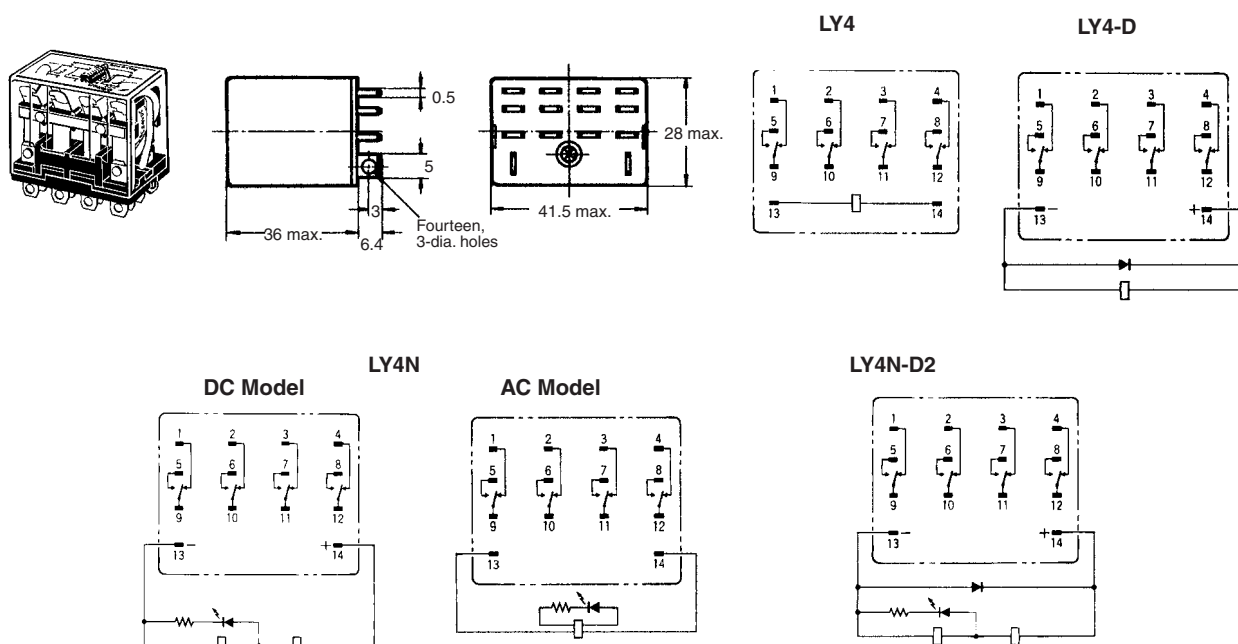 LY4
LY4-D
0.5
5
3
6.4
36 max.
Fourteen,
3-dia. holes
28 max.
41.5 max.
1 2 3 4
5 6 7 8
9 10 11 12
13 14
1 2 3 4
5 6 7 8
9 10 11 12
13 − + 14
LY4N
DC Model
AC Model
LY4N-D2
1 2 3 4
5 6 7 8
9 10 11 12
13 − + 14
1 2 3 4
5 6 7 8
9 10 11 12
13 14
1 2 3 4
5 6 7 8
9 10 11 12
13 − + 14